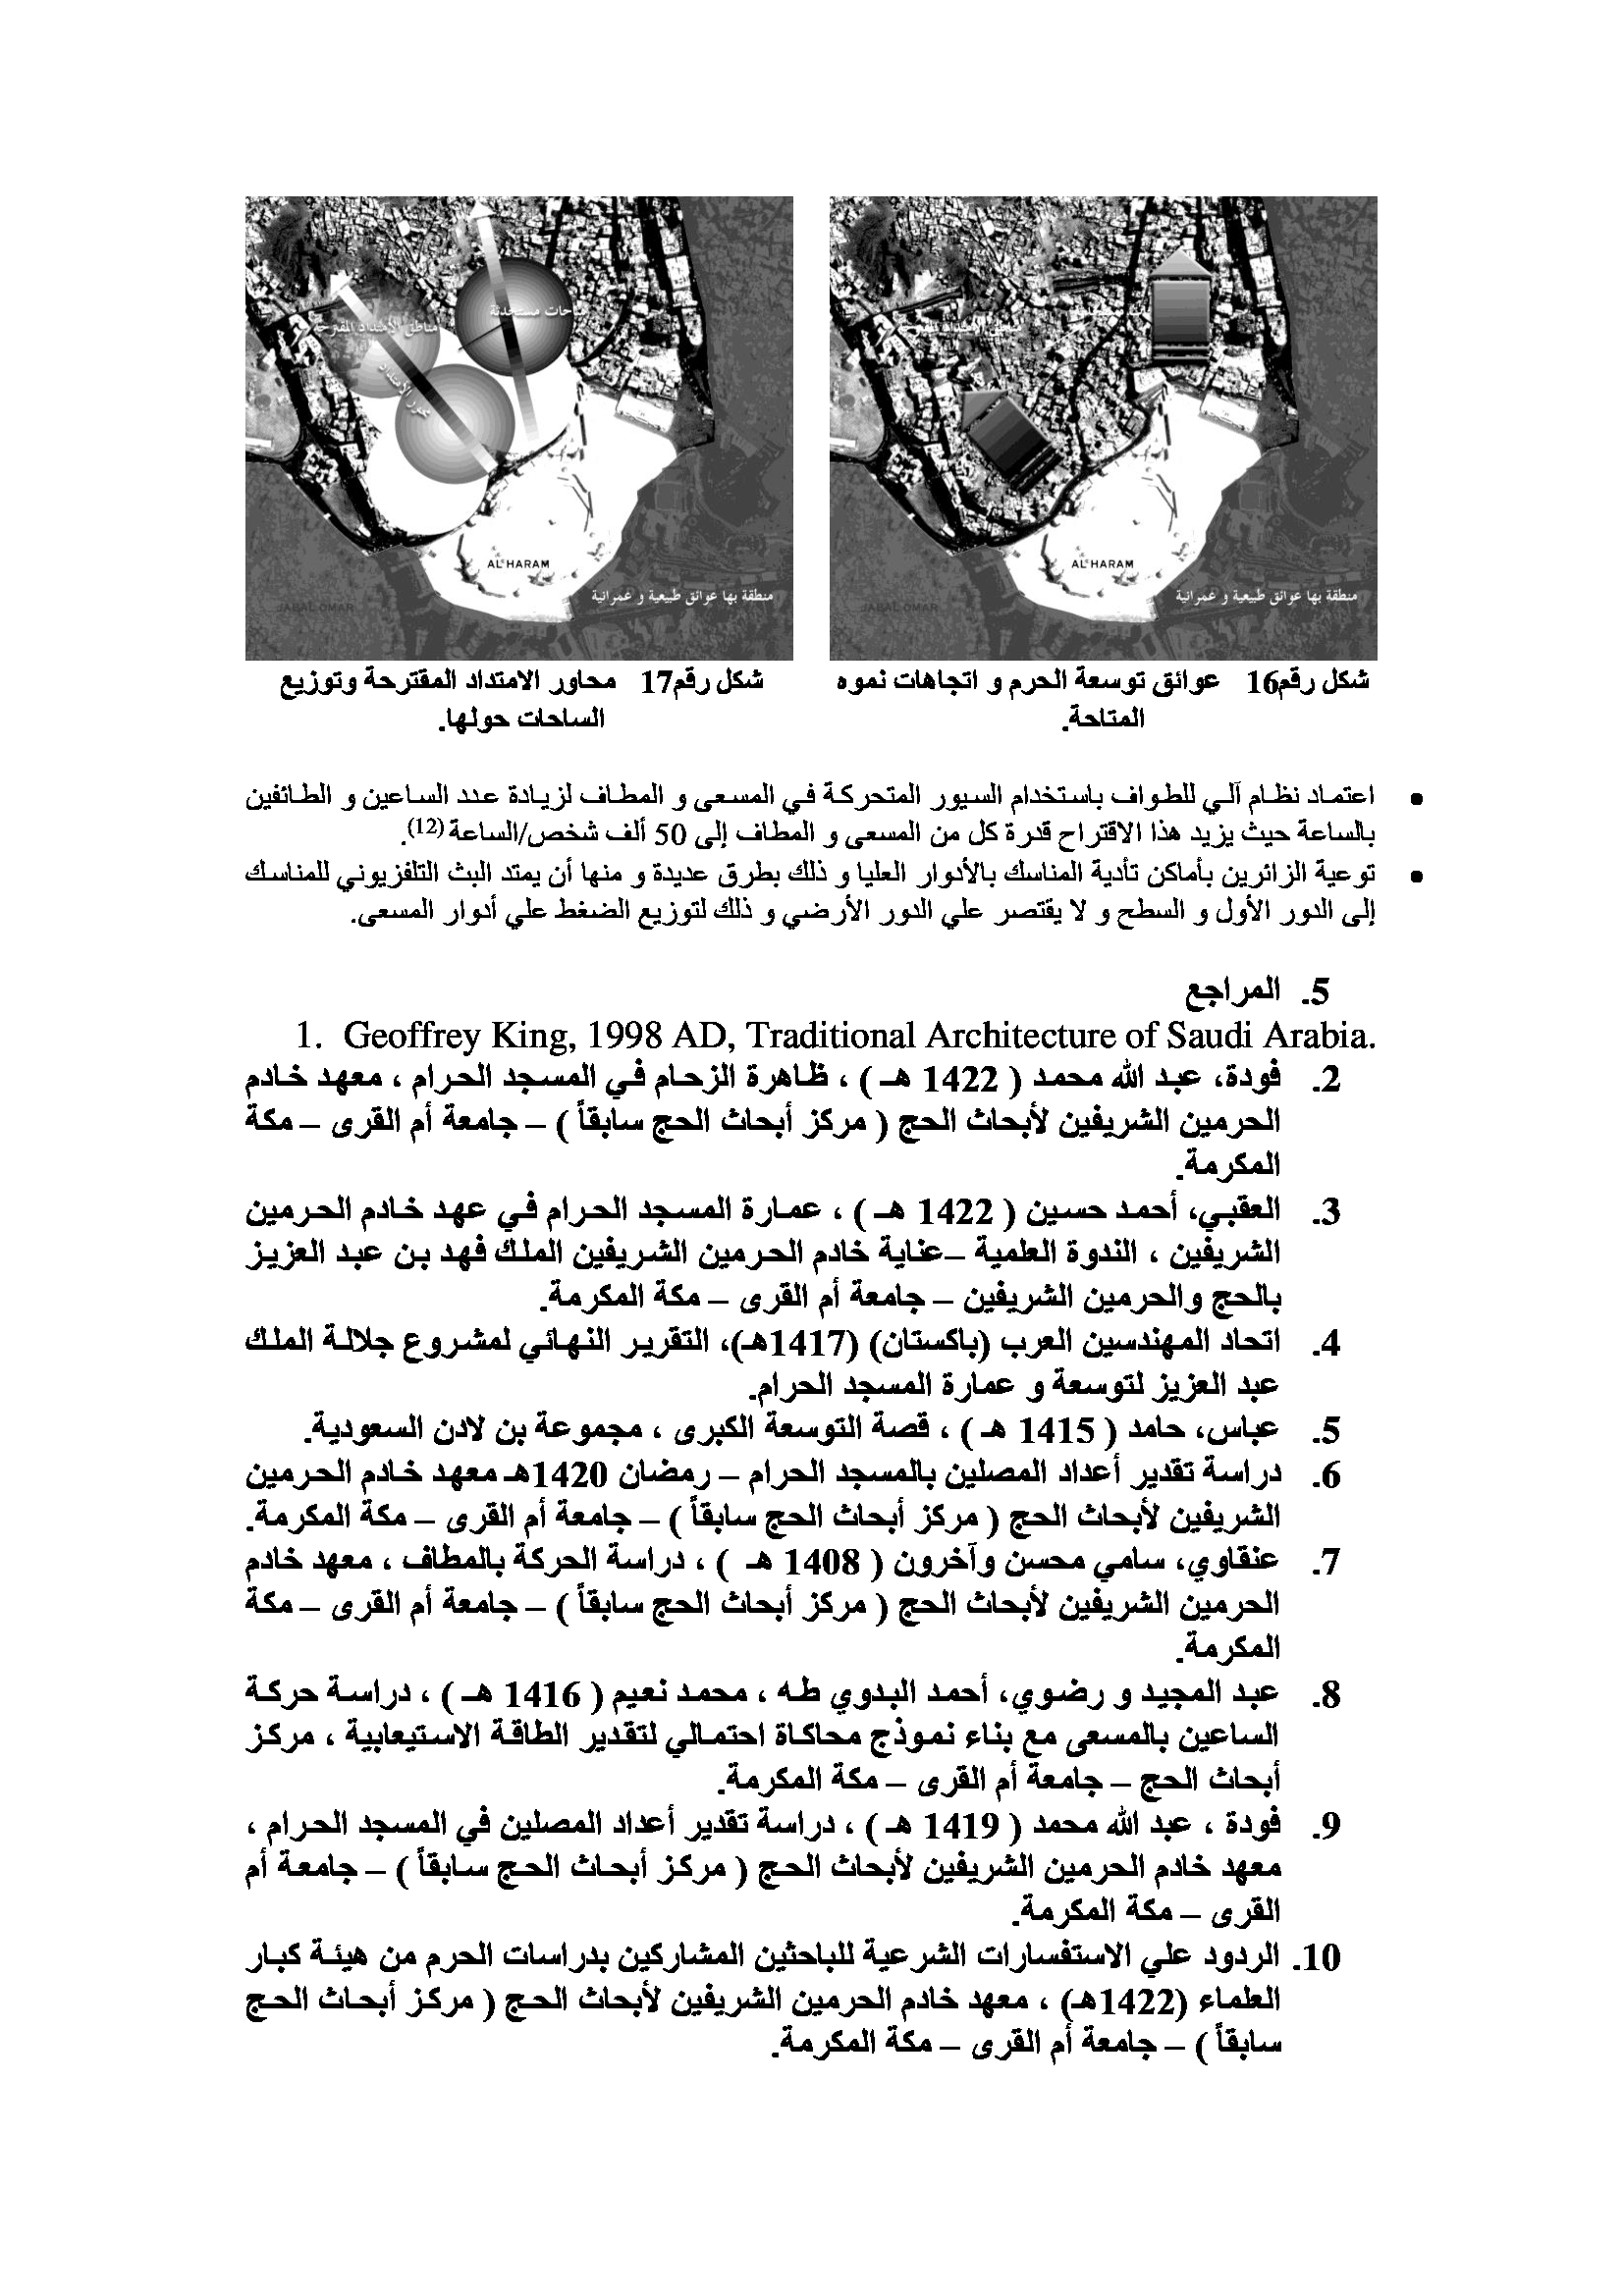 مناطق الامتداد المقترحة
AL HARAM
JABAL OMAR
منطقة بها عوائق طبيعية و عمرانية
شكل رقم16 عوائق توسعة الحرم و اتجاهات نموه
المتاحة.
ساحات مستحدثة
مناطق الامتداد المقترحة
محور الامتداد
AL HARAM
JABAL OMAR
منطقة بها عوائق طبيعية و عمرانية
شكل رقم17 محاور الامتداد المقترحة وتوزيع
الساحات حولها.
• اعتماد نظام آلي للطواف باستخدام السيور المتحركة في المسعى و المطاف لزيادة عدد الساعين و الطائفين
بالساعة حيث يزيد هذا الاقتراح قدرة كل من المسعى و المطاف إلى 50 ألف شخص/الساعة (12).
• توعية الزائرين بأماكن تأدية المناسك بالأدوار العليا و ذلك بطرق عديدة و منها أن يمتد البث التلفزيوني للمناسك
إلى الدور الأول و السطح و لا يقتصر علي الدور الأرضي و ذلك لتوزيع الضغط علي أدوار المسعى.
5. المراجع
1. Geoffrey King, 1998 AD, Traditional Architecture of Saudi Arabia.
2. فودة، عبد الله محمد ( 1422 هـ ) ، ظاهرة الزحام في المسجد الحرام ، معهد خادم
الحرمين الشريفين لأبحاث الحج ( مركز أبحاث الحج سابقاً ) – جامعة أم القرى – مكة
المكرمة.
3. العقبي، أحمد حسين ( 1422 هـ ) ، عمارة المسجد الحرام في عهد خادم الحرمين
الشريفين ، الندوة العلمية –عناية خادم الحرمين الشريفين الملك فهد بن عبد العزيز
بالحج والحرمين الشريفين – جامعة أم القرى – مكة المكرمة.
4. اتحاد المهندسين العرب (باكستان) (1417هـ)، التقرير النهائي لمشروع جلالة الملك
عبد العزيز لتوسعة و عمارة المسجد الحرام.
5. عباس، حامد ( 1415 هـ ) ، قصة التوسعة الكبرى ، مجموعة بن لادن السعودية.
6. دراسة تقدير أعداد المصلين بالمسجد الحرام – رمضان 1420هـ معهد خادم الحرمين
الشريفين لأبحاث الحج ( مركز أبحاث الحج سابقاً ) – جامعة أم القرى – مكة المكرمة.
7. عنقاوي، سامي محسن وآخرون ( 1408 هـ ) ، دراسة الحركة بالمطاف ، معهد خادم
الحرمين الشريفين لأبحاث الحج ( مركز أبحاث الحج سابقاً ) – جامعة أم القرى – مكة
المكرمة.
8. عبد المجيد و رضوي، أحمد البدوي طه ، محمد نعيم ( 1416 هـ ) ، دراسة حركة
الساعين بالمسعى مع بناء نموذج محاكاة احتمالي لتقدير الطاقة الاستيعابية ، مركز
أبحاث الحج – جامعة أم القرى – مكة المكرمة.
9. فودة ، عبد الله محمد ( 1419 هـ ) ، دراسة تقدير أعداد المصلين في المسجد الحرام ،
معهد خادم الحرمين الشريفين لأبحاث الحج ( مركز أبحاث الحج سابقاً ) – جامعة أم
القرى – مكة المكرمة.
10. الردود علي الاستفسارات الشرعية للباحثين المشاركين بدراسات الحرم من هيئة كبار
العلماء (1422هـ) ، معهد خادم الحرمين الشريفين لأبحاث الحج ( مركز أبحاث الحج
سابقاً ) – جامعة أم القرى – مكة المكرمة.